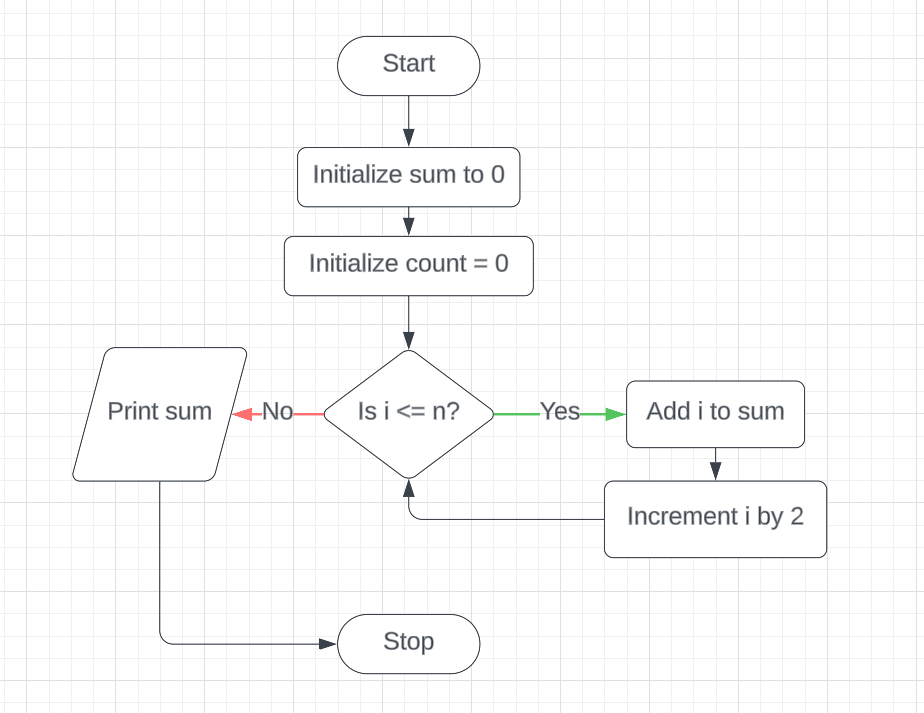 Start
Initialize sum to 0
Initialize count = 0
Is i <= n?
No
Print sum
Yes
Add i to sum
Increment i by 2
Stop